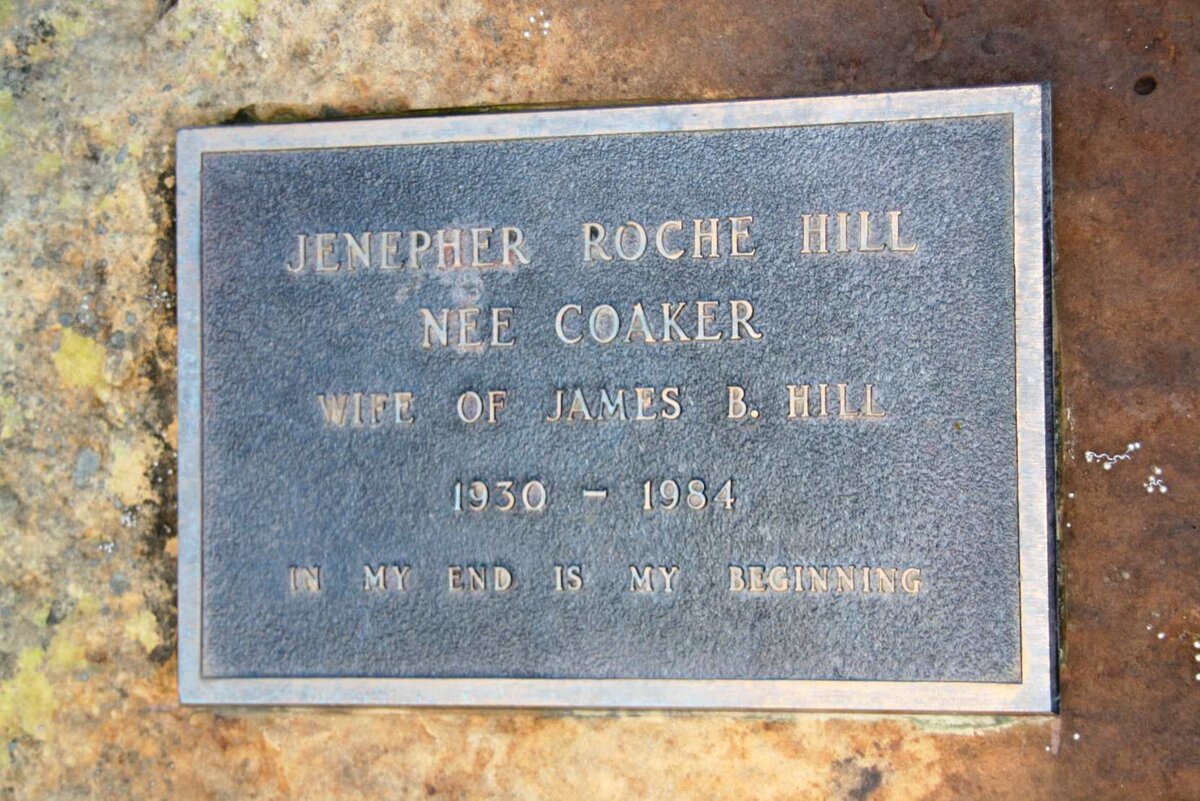 JENEPHER ROCHE HILL
NEE COAKER
WIFE OF JAMES B. HILL
1930 – 1984
IN MY END IS MY BEGINNING